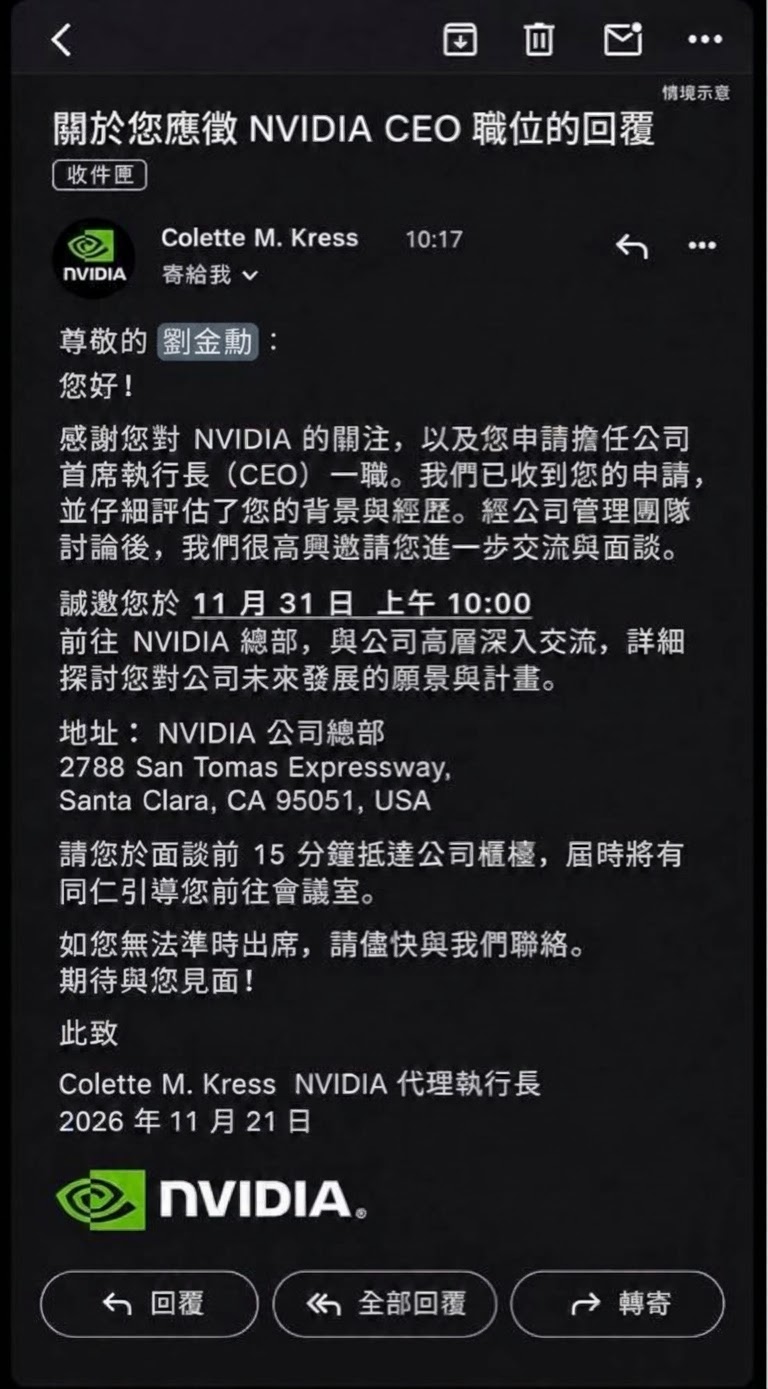 情境示意
關於您應徵 NVIDIA CEO 職位的回覆
收件匣
NVIDIA
Colette M. Kress 10:17
寄給我
尊敬的 劉金勳：
您好！
感謝您對 NVIDIA 的關注，以及您申請擔任公司
首席執行長（CEO）一職。我們已收到您的申請，
並仔細評估了您的背景與經歷。經公司管理團隊
討論後，我們很高興邀請您進一步交流與面談。
誠邀您於 11 月 31 日 上午 10:00
前往 NVIDIA 總部，與公司高層深入交流，詳細
探討您對公司未來發展的願景與計畫。
地址： NVIDIA 公司總部
2788 San Tomas Expressway,
Santa Clara, CA 95051, USA
請您於面談前 15 分鐘抵達公司櫃檯，屆時將有
同仁引導您前往會議室。
如您無法準時出席，請儘快與我們聯絡。
期待與您見面！
此致
Colette M. Kress NVIDIA 代理執行長
2026 年 11 月 21 日
NVIDIA®
回覆 全部回覆 轉寄